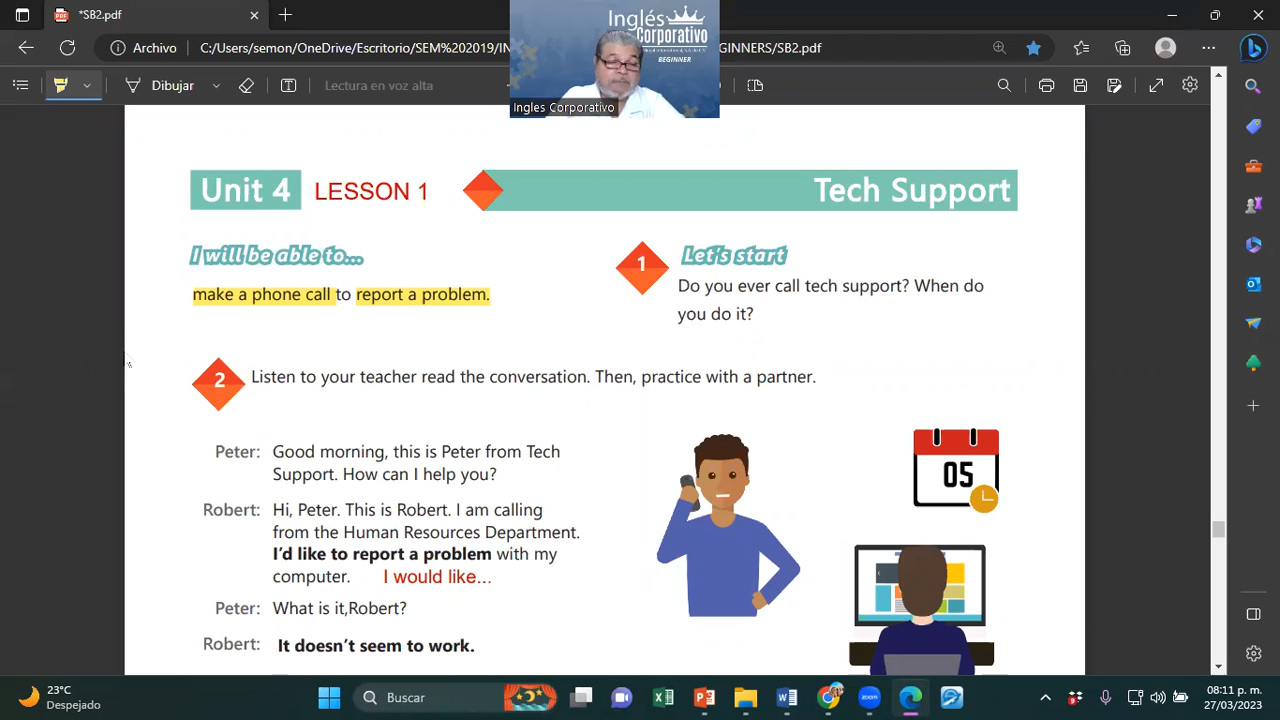 *SB2.pdf
Archivo
C:/Users/semon/OneDrive/Escritorio/SEM%202019/IN
GINNERS/SB2.pdf
Dibujar
Lectura en voz alta
Inglés
Corporativo
BEGINNER
Ingles Corporativo
Unit 4
LESSON 1
Tech Support
I will be able to...
make a phone call to report a problem.
1
Let's start
Do you ever call tech support? When do
you do it?
2
Listen to your teacher read the conversation. Then, practice with a partner.
Peter: Good morning, this is Peter from Tech
Support. How can I help you?
Robert: Hi, Peter. This is Robert. I am calling
from the Human Resources Department.
I'd like to report a problem with my
computer. I would like...
Peter: What is it,Robert?
Robert: It doesn't seem to work.
05
23°C
Despejado
Buscar
zoom
08:11 p. m.
27/03/2023